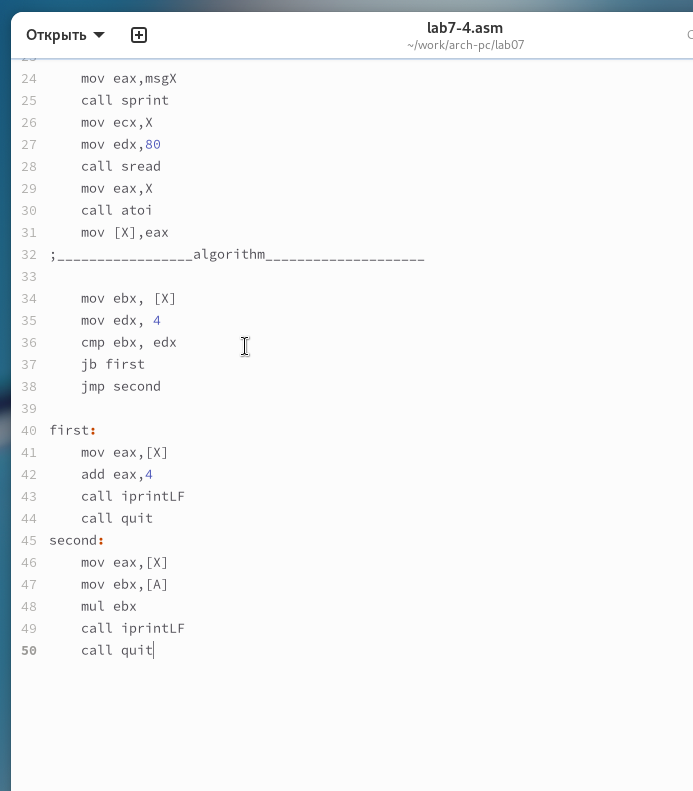 Открыть
lab7-4.asm
~/work/arch-pc/lab07
24 mov eax,msgX
25 call sprint
26 mov ecx,X
27 mov edx,80
28 call sread
29 mov eax,X
30 call atoi
31 mov [X],eax
32 ;_________________algorithm____________________
33
34 mov ebx, [X]
35 mov edx, 4
36 cmp ebx, edx
37 jb first
38 jmp second
39
40 first:
41 mov eax,[X]
42 add eax,4
43 call iprintLF
44 call quit
45 second:
46 mov eax,[X]
47 mov ebx,[A]
48 mul ebx
49 call iprintLF
50 call quit